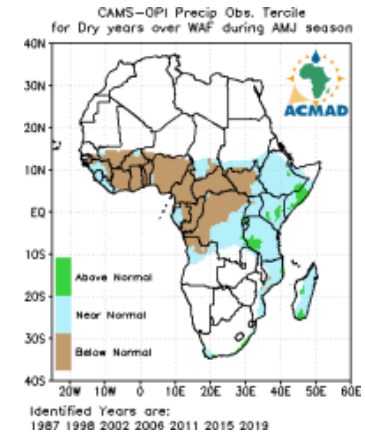 CAMS-OPI Precip Obs. Tercile
for Dry years over WAF during AMJ season
ACMAD
40N
30N
20N
10N
EQ
10S
20S
30S
40S
Above Normal
Near Normal
Below Normal
20W 10W 0 10E 20E 30E 40E 50E 60E
Identified Years are:
1987 1998 2002 2006 2011 2015 2019